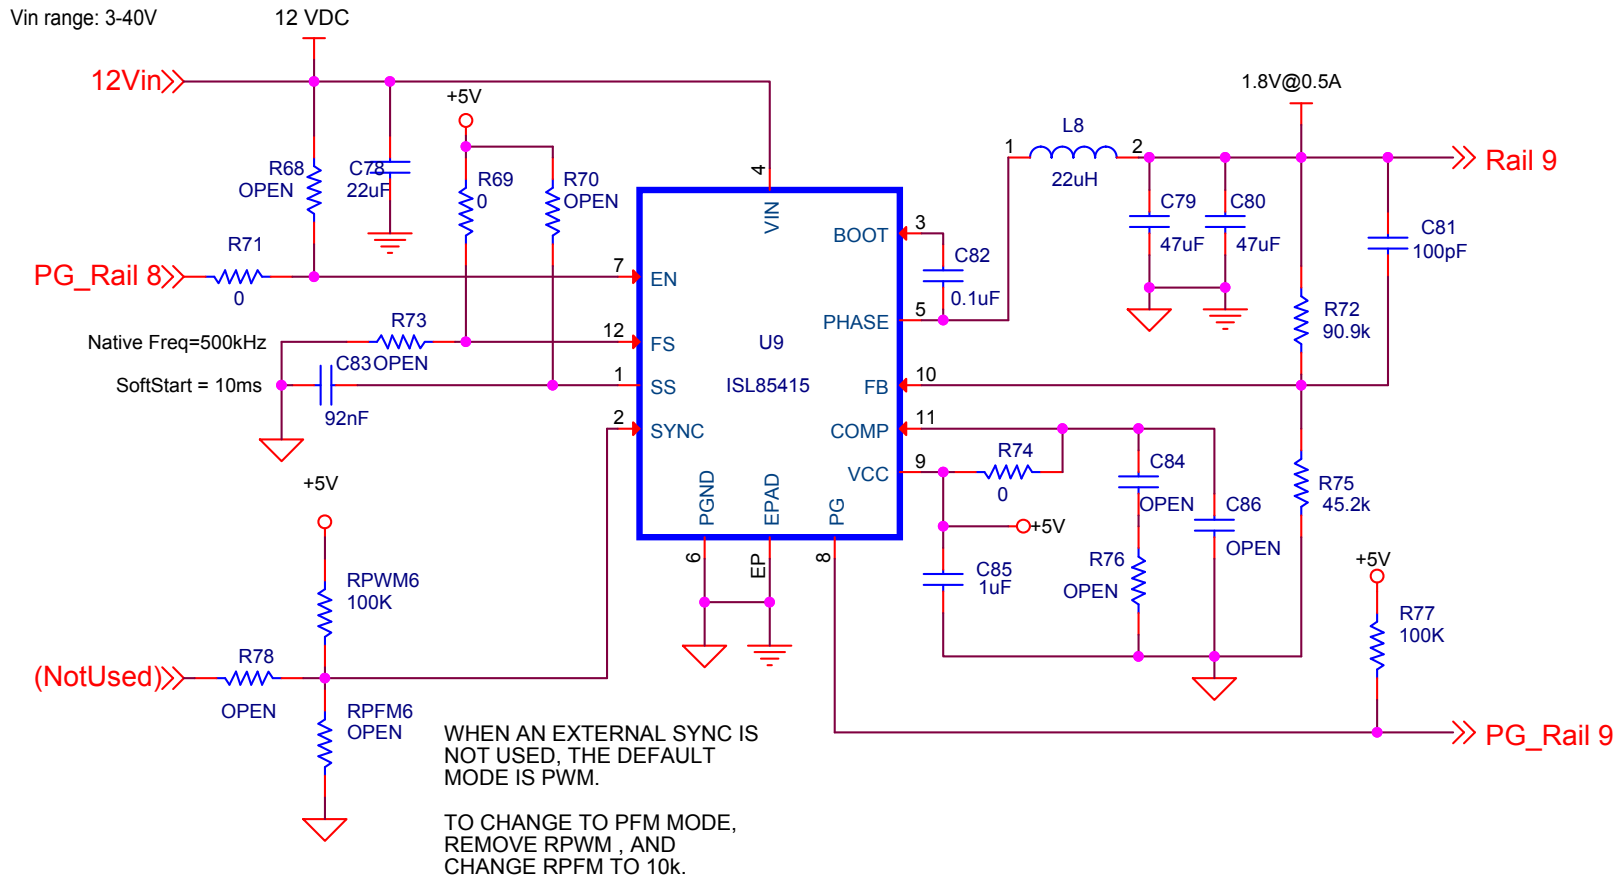 Vin range: 3-40V
12 VDC
12Vin
+5V
1.8V@0.5A
L8
1
2
22uH
Rail 9
R68
OPEN
C78
22uF
R69
0
R70
OPEN
4
VIN
BOOT
3
C82
0.1uF
C79
47uF
C80
47uF
C81
100pF
R71
0
PG_Rail 8
7
EN
PHASE
5
R72
90.9k
Native Freq=500kHz
R73
OPEN
12
FS
U9
ISL85415
SoftStart = 10ms
C83
92nF
1
SS
FB
10
2
SYNC
COMP
11
VCC
9
R74
0
C84
OPEN
C86
OPEN
R75
45.2k
+5V
PGND
EPAD
PG
6
EP
8
+5V
C85
1uF
R76
OPEN
+5V
R77
100K
RPWM6
100K
(NotUsed)
R78
OPEN
RPFM6
OPEN
PG_Rail 9
WHEN AN EXTERNAL SYNC IS
NOT USED, THE DEFAULT
MODE IS PWM.
TO CHANGE TO PFM MODE,
REMOVE RPWM , AND
CHANGE RPFM TO 10k.